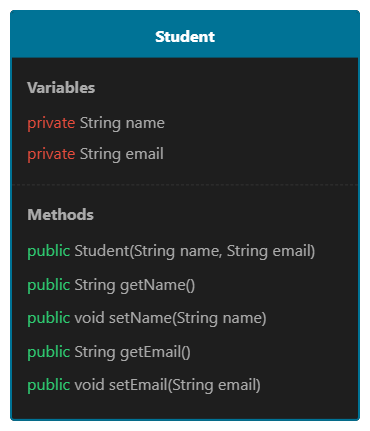 Student
Variables
private String name
private String email
Methods
public Student(String name, String email)
public String getName()
public void setName(String name)
public String getEmail()
public void setEmail(String email)